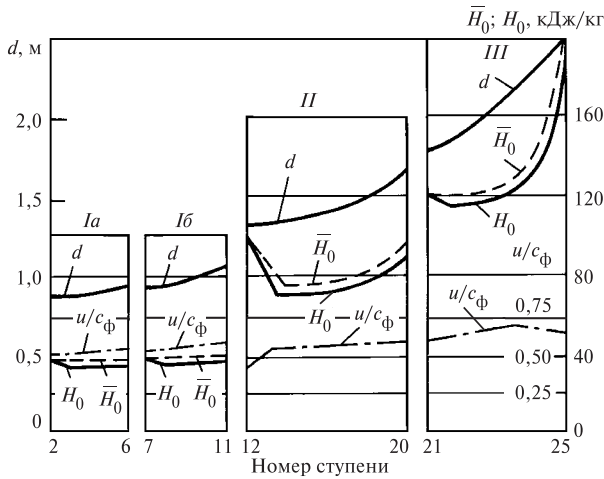 H̅₀; H₀, кДж/кг
d, м
III
d
2,0
II
160
H̅₀
1,5
d
120
H₀
Iа
Iб
u/cф
d
d
H̅₀
1,0
80
u/cф
0,75
u/cф
u/cф
H₀
0,5
0,50
40
H₀
H̅₀
H₀
H̅₀
0,25
0
0
2
6
7
11
12
20
21
25
Номер ступени